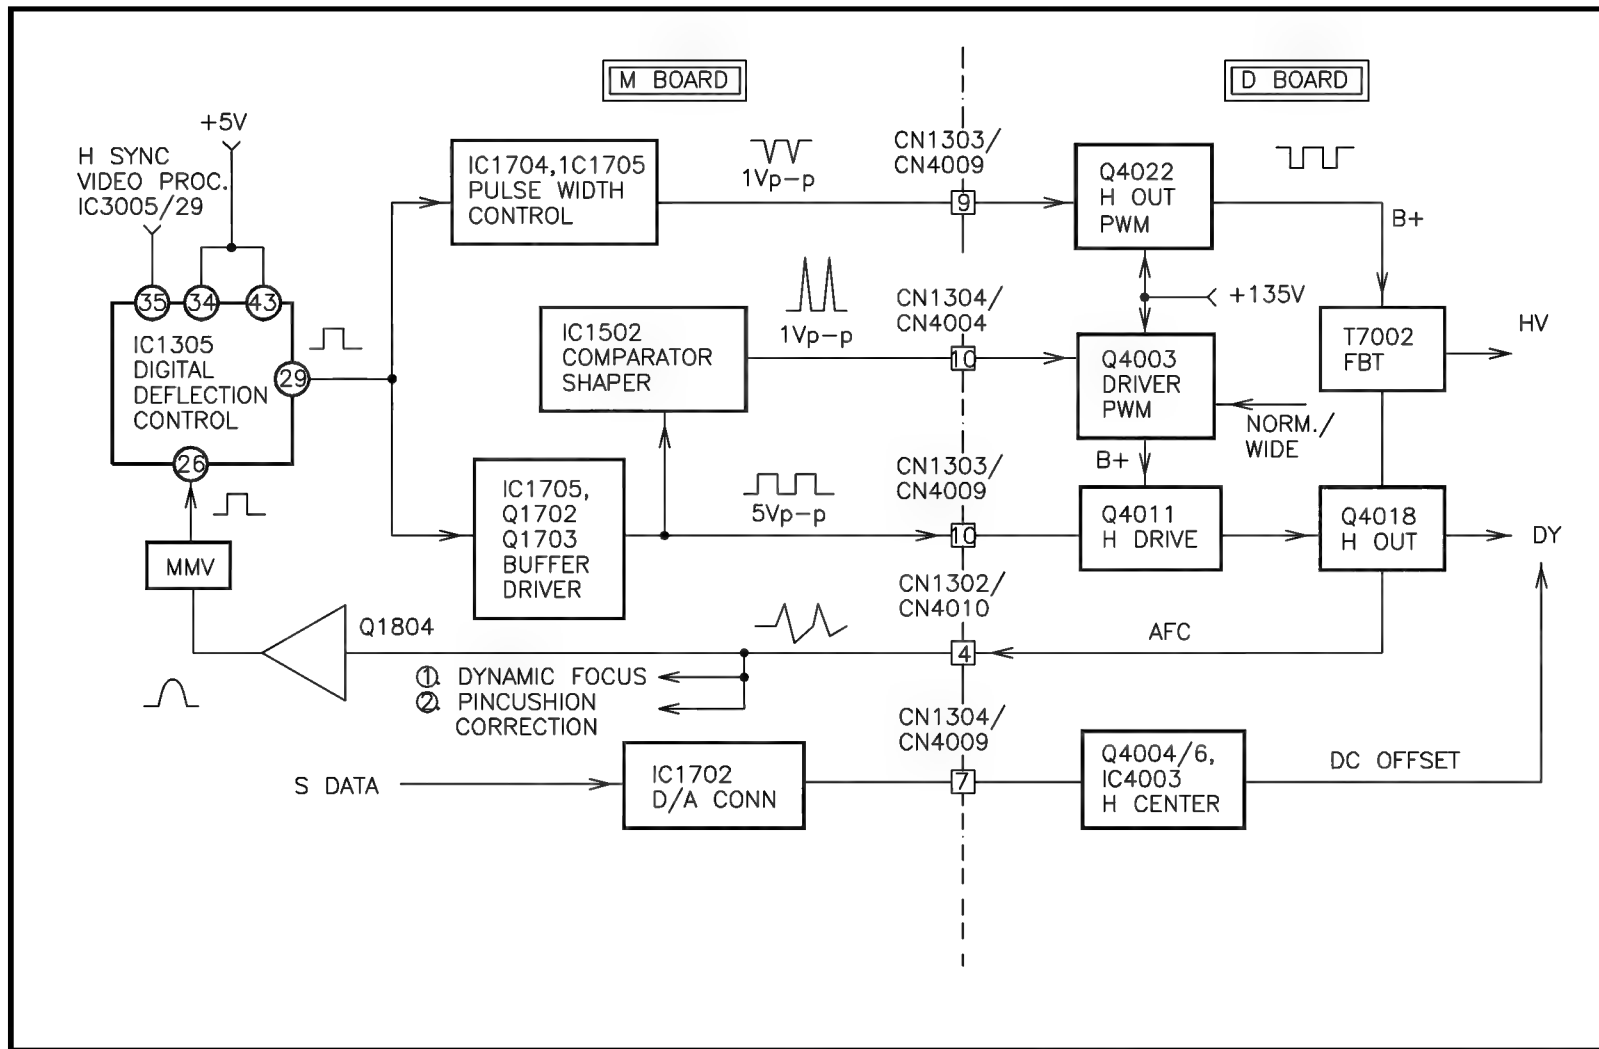 M BOARD
D BOARD
+5V
H SYNC
VIDEO PROC.
IC3005/29
35
34
43
IC1305
DIGITAL
DEFLECTION
CONTROL
29
26
MMV
IC1704,1C1705
PULSE WIDTH
CONTROL
1Vp-p
CN1303/
CN4009
9
Q4022
H OUT
PWM
B+
+135V
IC1502
COMPARATOR
SHAPER
1Vp-p
CN1304/
CN4004
10
Q4003
DRIVER
PWM
T7002
FBT
HV
NORM./
WIDE
B+
IC1705,
Q1702
Q1703
BUFFER
DRIVER
5Vp-p
CN1303/
CN4009
10
Q4011
H DRIVE
Q4018
H OUT
DY
CN1302/
CN4010
4
AFC
Q1804
1. DYNAMIC FOCUS
2. PINCUSHION
CORRECTION
CN1304/
CN4009
7
S DATA
IC1702
D/A CONN
Q4004/6,
IC4003
H CENTER
DC OFFSET